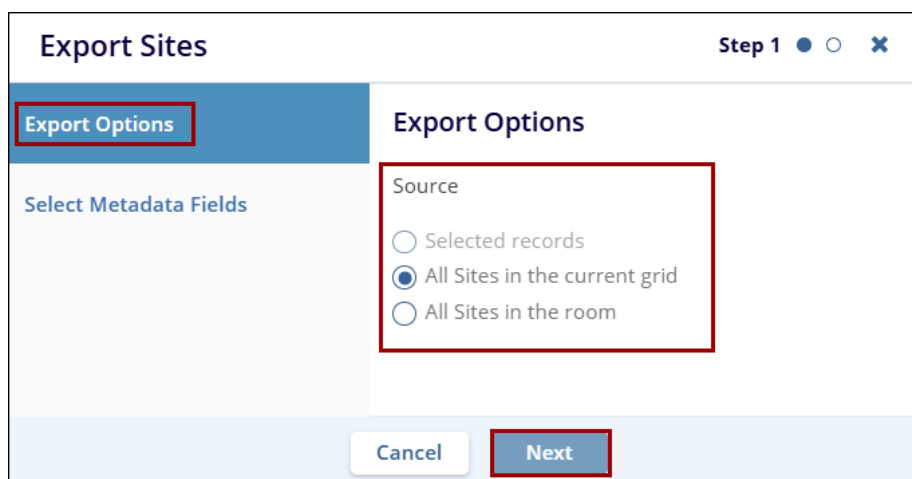 Export Sites
Step 1
Export Options
Select Metadata Fields
Export Options
Source
Selected records
All Sites in the current grid
All Sites in the room
Cancel
Next